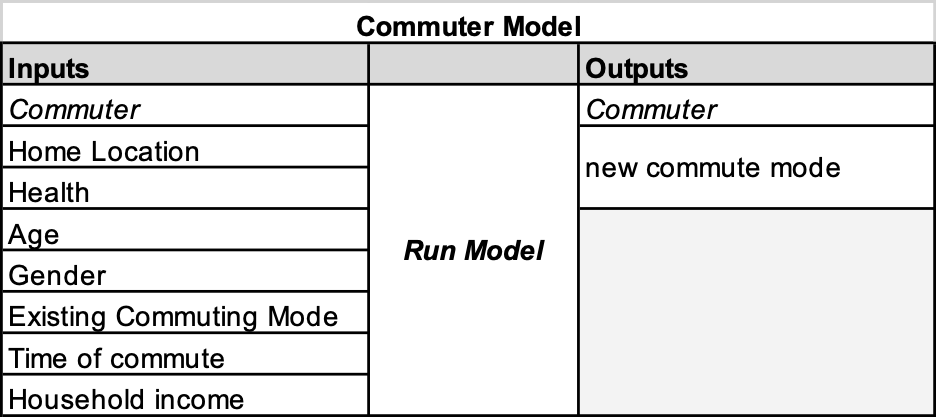 Commuter Model
Inputs
Outputs
Commuter
Commuter
Home Location
new commute mode
Health
Age
Run Model
Gender
Existing Commuting Mode
Time of commute
Household income